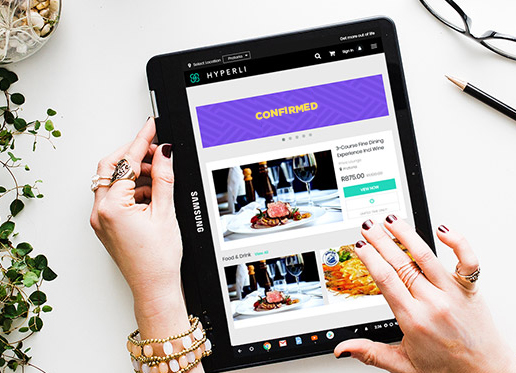 Get more out of life
Select Location Pretoria
HYPERLI
Sign In
CONFIRMED
3-Course Fine Dining
Experience Incl Wine
Pretoria
R875.00
VIEW NOW
Food & Drink View All
SAMSUNG